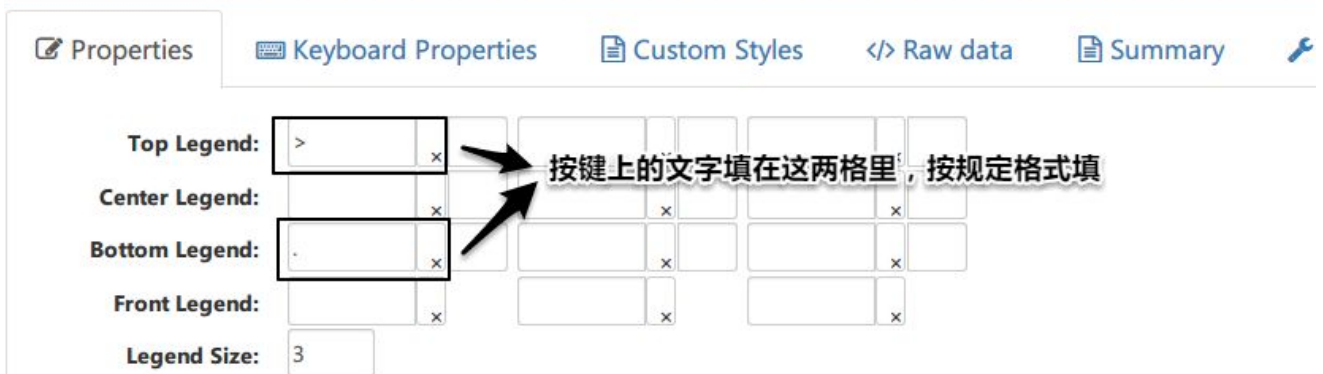 Properties Keyboard Properties Custom Styles </> Raw data Summary
Top Legend: > × × ×
按键上的文字填在这两格里，按规定格式填
Center Legend: × × ×
Bottom Legend: . × × ×
Front Legend: × × ×
Legend Size: 3